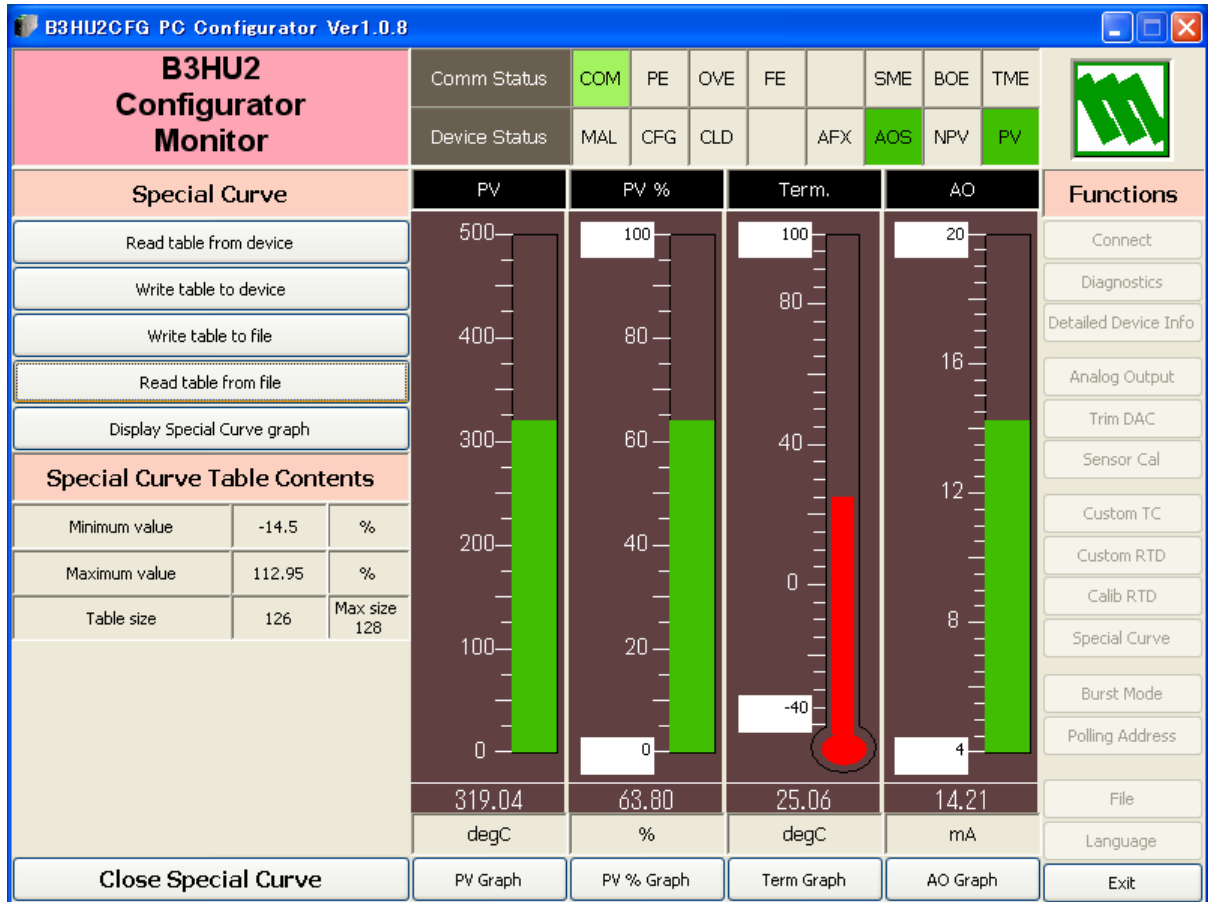 B3HU2CFG PC Configurator Ver1.0.8
B3HU2
Configurator
Monitor
Comm Status
COM
PE
OVE
FE
SME
BOE
TME
Device Status
MAL
CFG
CLD
AFX
AOS
NPV
PV
Special Curve
Read table from device
Write table to device
Write table to file
Read table from file
Display Special Curve graph
Special Curve Table Contents
Minimum value -14.5 %
Maximum value 112.95 %
Table size 126 Max size
128
Close Special Curve
PV
500
400
300
200
100
0
319.04
degC
PV Graph
PV %
100
80
60
40
20
0
63.80
%
PV % Graph
Term.
100
80
40
0
-40
25.06
degC
Term Graph
AO
20
16
12
8
4
14.21
mA
AO Graph
Functions
Connect
Diagnostics
Detailed Device Info
Analog Output
Trim DAC
Sensor Cal
Custom TC
Custom RTD
Calib RTD
Special Curve
Burst Mode
Polling Address
File
Language
Exit